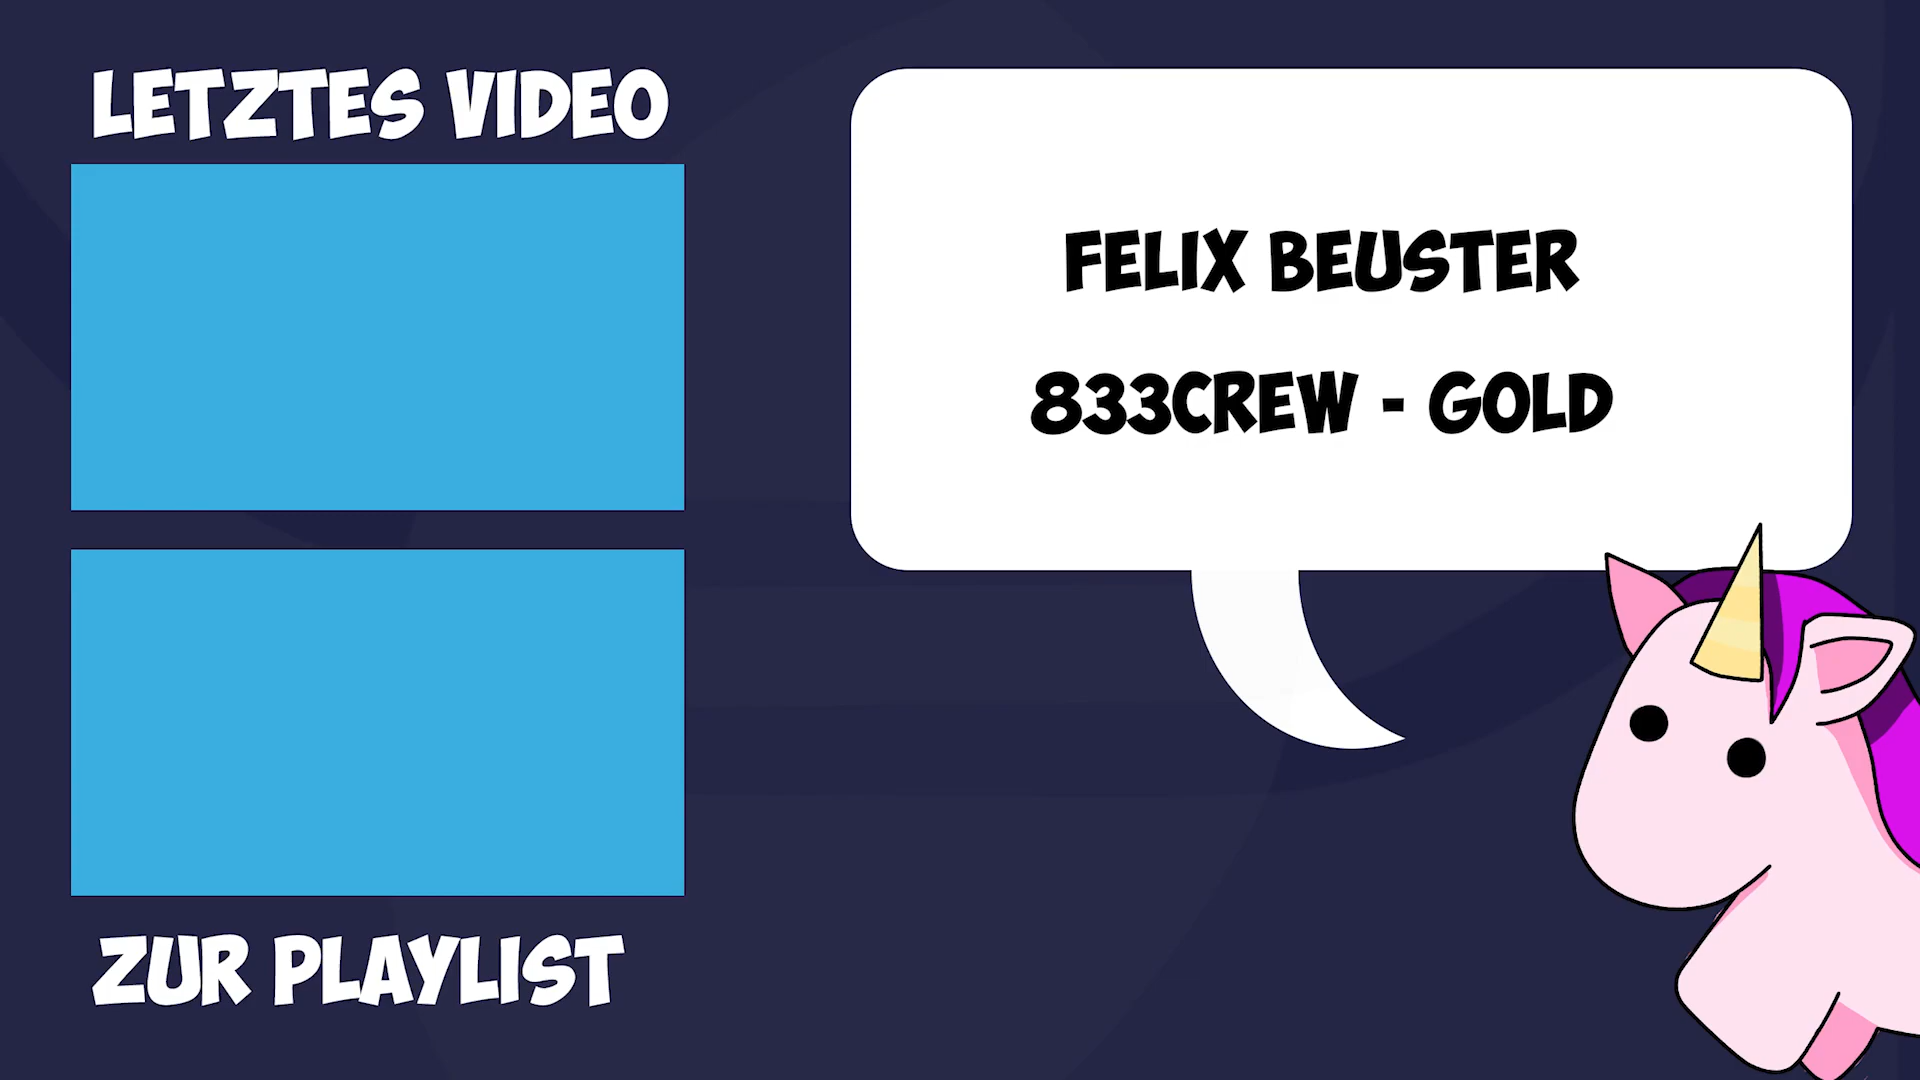 LETZTES VIDEO
FELIX BEUSTER
833CREW - GOLD
ZUR PLAYLIST